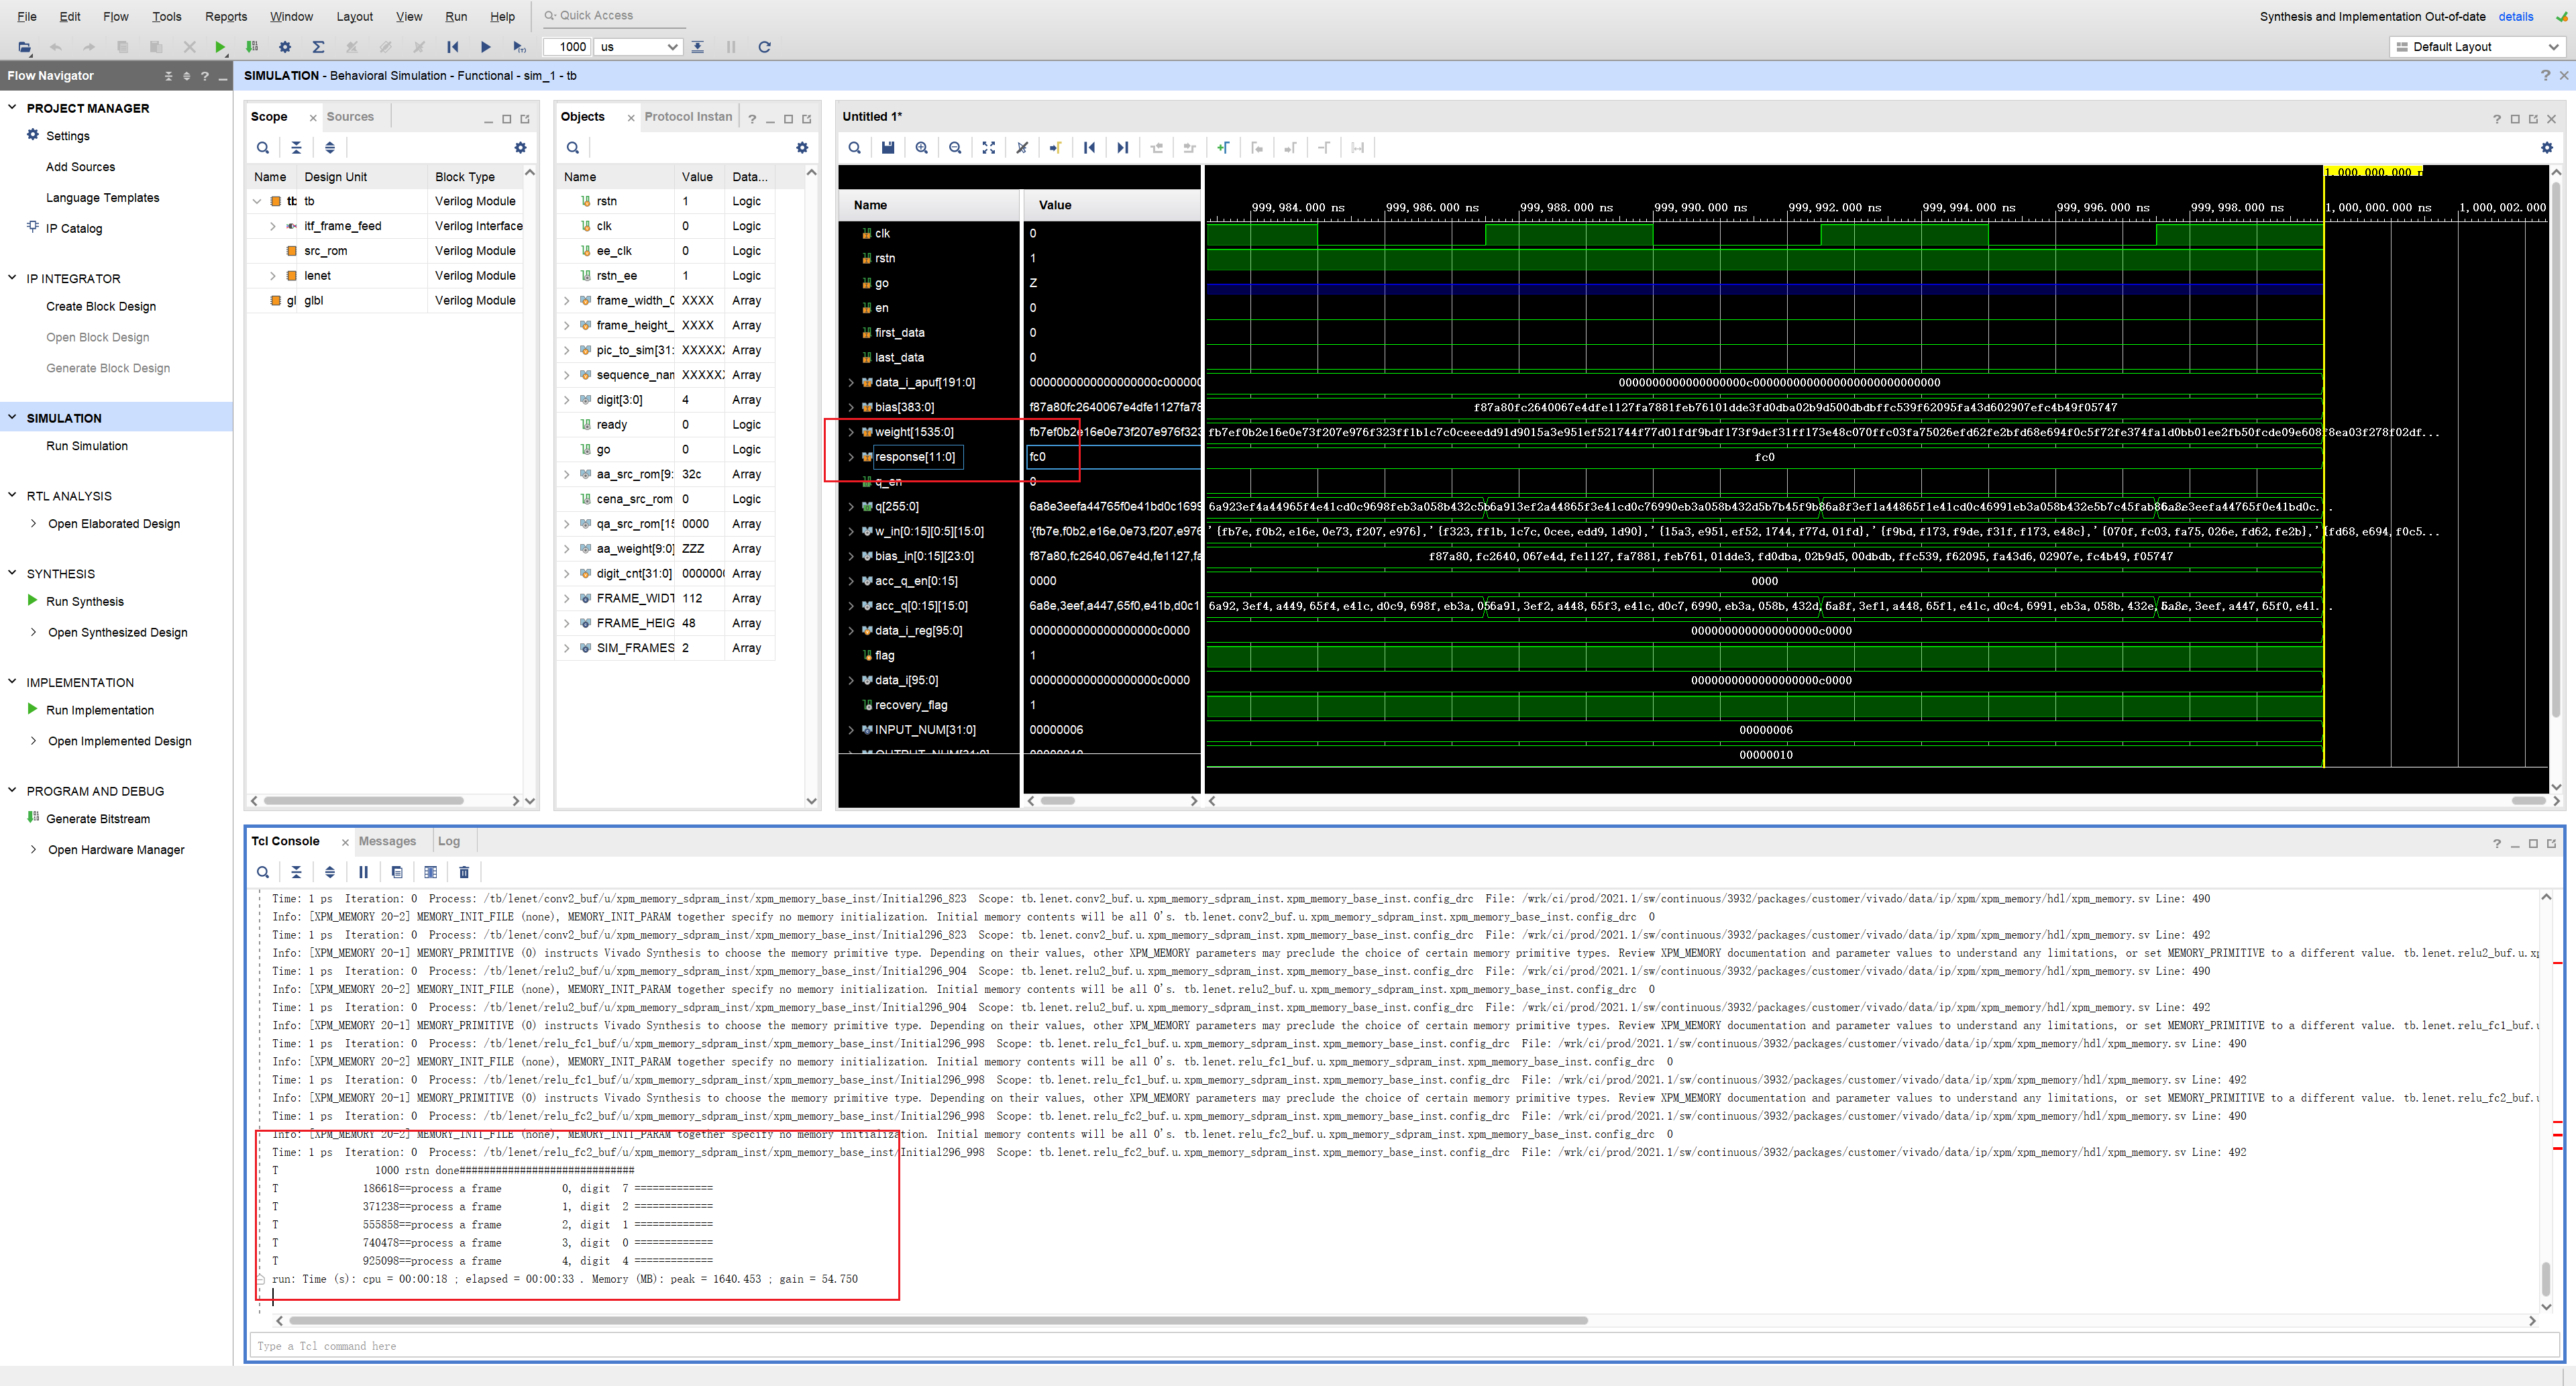 File Edit Flow Tools Reports Window Layout View Run Help Quick Access
Synthesis and Implementation Out-of-date details
1000 us
Default Layout
Flow Navigator
SIMULATION - Behavioral Simulation - Functional - sim_1 - tb
PROJECT MANAGER
Settings
Add Sources
Language Templates
IP Catalog
IP INTEGRATOR
Create Block Design
Open Block Design
Generate Block Design
SIMULATION
Run Simulation
RTL ANALYSIS
Open Elaborated Design
SYNTHESIS
Run Synthesis
Open Synthesized Design
IMPLEMENTATION
Run Implementation
Open Implemented Design
PROGRAM AND DEBUG
Generate Bitstream
Open Hardware Manager
Scope Sources
Name Design Unit Block Type
tb tb Verilog Module
itf_frame_feed Verilog Interface
src_rom Verilog Module
lenet Verilog Module
gl glbl Verilog Module
Objects Protocol Instan
Name Value Data...
rstn 1 Logic
clk 0 Logic
ee_clk 0 Logic
rstn_ee 1 Logic
frame_width_0 XXXX Array
frame_height_ XXXX Array
pic_to_sim[31: XXXXX Array
sequence_nar XXXXX Array
digit[3:0] 4 Array
ready 0 Logic
go 0 Logic
aa_src_rom[9: 32c Array
cena_src_rom 0 Logic
qa_src_rom[15 0000 Array
aa_weight[9:0] ZZZ Array
digit_cnt[31:0] 0000000 Array
FRAME_WIDT 112 Array
FRAME_HEIG 48 Array
SIM_FRAMES 2 Array
Untitled 1*
1,000,000.000 n
Name Value
999,984.000 ns 999,986.000 ns 999,988.000 ns 999,990.000 ns 999,992.000 ns 999,994.000 ns 999,996.000 ns 999,998.000 ns 1,000,000.000 ns 1,000,002.000
clk 0
rstn 1
go Z
en 0
first_data 0
last_data 0
data_i_apuf[191:0]
bias[383:0] f87a80fc2640067e4dfe1127fa78
f87a80fc2640067e4dfe1127fa7881feb76101dde3fd0dba02b9d500dbdbffc539f62095fa43d602907efc4b49f05747
weight[1535:0] fb7ef0b2e16e0e73f207e976f323
response[11:0] fc0 fc0
q_en 0
q[255:0] 6a8e3eefa44765f0e41bd0c1699
w_in[0:15][0:5][15:0] '{fb7e,f0b2,e16e,0e73,f207,e976
'{fb7e,f0b2,e16e,0e73,f207,e976},'{f323,ff1b,1c7c,0cee,edd9,1d90},'{15a3,e951,ef52,1744,f77d,01fd},'{f9bd,f173,f9de,f31f,f173,e48c},'{070f,fc03,fa75,026e,fd62,fe2b},'{fd68,e694,f0c5...
bias_in[0:15][23:0] f87a80,fc2640,067e4d,fe1127,fa
f87a80,fc2640,067e4d,fe1127,fa7881,feb761,01dde3,fd0dba,02b9d5,00dbdb,ffc539,f62095,fa43d6,02907e,fc4b49,f05747
acc_q_en[0:15] 0000 0000
acc_q[0:15][15:0] 6a8e,3eef,a447,65f0,e41b,d0c1
6a92,3ef4,a449,65f4,e41c,d0c9,698f,eb3a,05 6a91,3ef2,a448,65f3,e41c,d0c7,6990,eb3a,058b,432d 6a8f,3ef1,a448,65f1,e41c,d0c4,6991,eb3a,058b,432e 6a8e,3eef,a447,65f0,e41...
data_i_reg[95:0] 0000000000000000000c0000 0000000000000000000c0000
flag 1
data_i[95:0] 0000000000000000000c0000 0000000000000000000c0000
recovery_flag 1
INPUT_NUM[31:0] 00000006 00000006
00000010
Tcl Console Messages Log
Time: 1 ps Iteration: 0 Process: /tb/lenet/conv2_buf/u/xpm_memory_sdpram_inst/xpm_memory_base_inst/Initial296_823 Scope: tb.lenet.conv2_buf.u.xpm_memory_sdpram_inst.xpm_memory_base_inst.config_drc File: /wrk/ci/prod/2021.1/sw/continuous/3932/packages/customer/vivado/data/ip/xpm/xpm_memory/hdl/xpm_memory.sv Line: 490
Info: [XPM_MEMORY 20-2] MEMORY_INIT_FILE (none), MEMORY_INIT_PARAM together specify no memory initialization. Initial memory contents will be all 0's. tb.lenet.conv2_buf.u.xpm_memory_sdpram_inst.xpm_memory_base_inst.config_drc 0
Time: 1 ps Iteration: 0 Process: /tb/lenet/conv2_buf/u/xpm_memory_sdpram_inst/xpm_memory_base_inst/Initial296_823 Scope: tb.lenet.conv2_buf.u.xpm_memory_sdpram_inst.xpm_memory_base_inst.config_drc File: /wrk/ci/prod/2021.1/sw/continuous/3932/packages/customer/vivado/data/ip/xpm/xpm_memory/hdl/xpm_memory.sv Line: 492
Info: [XPM_MEMORY 20-1] MEMORY_PRIMITIVE (0) instructs Vivado Synthesis to choose the memory primitive type. Depending on their values, other XPM_MEMORY parameters may preclude the choice of certain memory primitive types. Review XPM_MEMORY documentation and parameter values to understand any limitations, or set MEMORY_PRIMITIVE to a different value. tb.lenet.relu2_buf.u.xp
Time: 1 ps Iteration: 0 Process: /tb/lenet/relu2_buf/u/xpm_memory_sdpram_inst/xpm_memory_base_inst/Initial296_904 Scope: tb.lenet.relu2_buf.u.xpm_memory_sdpram_inst.xpm_memory_base_inst.config_drc File: /wrk/ci/prod/2021.1/sw/continuous/3932/packages/customer/vivado/data/ip/xpm/xpm_memory/hdl/xpm_memory.sv Line: 490
Info: [XPM_MEMORY 20-2] MEMORY_INIT_FILE (none), MEMORY_INIT_PARAM together specify no memory initialization. Initial memory contents will be all 0's. tb.lenet.relu2_buf.u.xpm_memory_sdpram_inst.xpm_memory_base_inst.config_drc 0
Time: 1 ps Iteration: 0 Process: /tb/lenet/relu2_buf/u/xpm_memory_sdpram_inst/xpm_memory_base_inst/Initial296_904 Scope: tb.lenet.relu2_buf.u.xpm_memory_sdpram_inst.xpm_memory_base_inst.config_drc File: /wrk/ci/prod/2021.1/sw/continuous/3932/packages/customer/vivado/data/ip/xpm/xpm_memory/hdl/xpm_memory.sv Line: 492
Info: [XPM_MEMORY 20-1] MEMORY_PRIMITIVE (0) instructs Vivado Synthesis to choose the memory primitive type. Depending on their values, other XPM_MEMORY parameters may preclude the choice of certain memory primitive types. Review XPM_MEMORY documentation and parameter values to understand any limitations, or set MEMORY_PRIMITIVE to a different value. tb.lenet.relu_fc1_buf.u
Time: 1 ps Iteration: 0 Process: /tb/lenet/relu_fc1_buf/u/xpm_memory_sdpram_inst/xpm_memory_base_inst/Initial296_998 Scope: tb.lenet.relu_fc1_buf.u.xpm_memory_sdpram_inst.xpm_memory_base_inst.config_drc File: /wrk/ci/prod/2021.1/sw/continuous/3932/packages/customer/vivado/data/ip/xpm/xpm_memory/hdl/xpm_memory.sv Line: 490
Info: [XPM_MEMORY 20-2] MEMORY_INIT_FILE (none), MEMORY_INIT_PARAM together specify no memory initialization. Initial memory contents will be all 0's. tb.lenet.relu_fc1_buf.u.xpm_memory_sdpram_inst.xpm_memory_base_inst.config_drc 0
Time: 1 ps Iteration: 0 Process: /tb/lenet/relu_fc1_buf/u/xpm_memory_sdpram_inst/xpm_memory_base_inst/Initial296_998 Scope: tb.lenet.relu_fc1_buf.u.xpm_memory_sdpram_inst.xpm_memory_base_inst.config_drc File: /wrk/ci/prod/2021.1/sw/continuous/3932/packages/customer/vivado/data/ip/xpm/xpm_memory/hdl/xpm_memory.sv Line: 492
Info: [XPM_MEMORY 20-1] MEMORY_PRIMITIVE (0) instructs Vivado Synthesis to choose the memory primitive type. Depending on their values, other XPM_MEMORY parameters may preclude the choice of certain memory primitive types. Review XPM_MEMORY documentation and parameter values to understand any limitations, or set MEMORY_PRIMITIVE to a different value. tb.lenet.relu_fc2_buf.u
Time: 1 ps Iteration: 0 Process: /tb/lenet/relu_fc2_buf/u/xpm_memory_sdpram_inst/xpm_memory_base_inst/Initial296_998 Scope: tb.lenet.relu_fc2_buf.u.xpm_memory_sdpram_inst.xpm_memory_base_inst.config_drc File: /wrk/ci/prod/2021.1/sw/continuous/3932/packages/customer/vivado/data/ip/xpm/xpm_memory/hdl/xpm_memory.sv Line: 490
Info: [XPM_MEMORY 20-2] MEMORY_INIT_FILE (none), MEMORY_INIT_PARAM together specify no memory initialization. Initial memory contents will be all 0's. tb.lenet.relu_fc2_buf.u.xpm_memory_sdpram_inst.xpm_memory_base_inst.config_drc 0
Time: 1 ps Iteration: 0 Process: /tb/lenet/relu_fc2_buf/u/xpm_memory_sdpram_inst/xpm_memory_base_inst/Initial296_998 Scope: tb.lenet.relu_fc2_buf.u.xpm_memory_sdpram_inst.xpm_memory_base_inst.config_drc File: /wrk/ci/prod/2021.1/sw/continuous/3932/packages/customer/vivado/data/ip/xpm/xpm_memory/hdl/xpm_memory.sv Line: 492
T 1000 rstn done#############################
T 186618==process a frame 0, digit 7 =============
T 371238==process a frame 1, digit 2 =============
T 555858==process a frame 2, digit 1 =============
T 740478==process a frame 3, digit 0 =============
T 925098==process a frame 4, digit 4 =============
run: Time (s): cpu = 00:00:18 ; elapsed = 00:00:33 . Memory (MB): peak = 1640.453 ; gain = 54.750
Type a Tcl command here